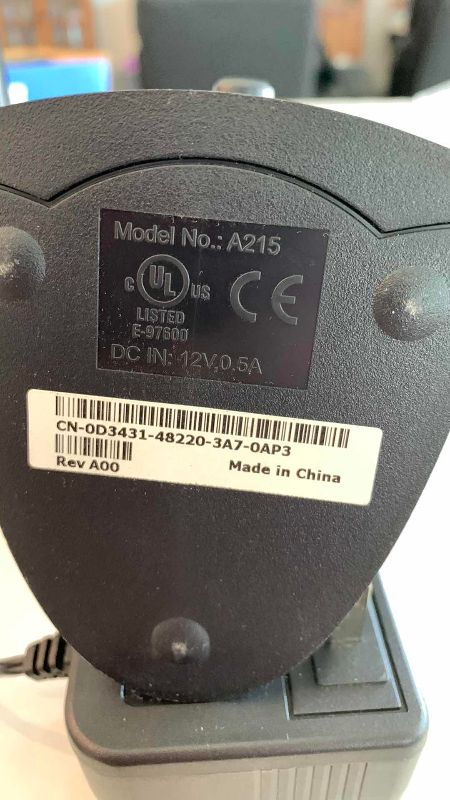 Model No.: A215
C UL US CE
LISTED
E-97600
DC IN: 12V,0.5A
CN-0D3431-48220-3A7-0AP3
Rev A00 Made in China